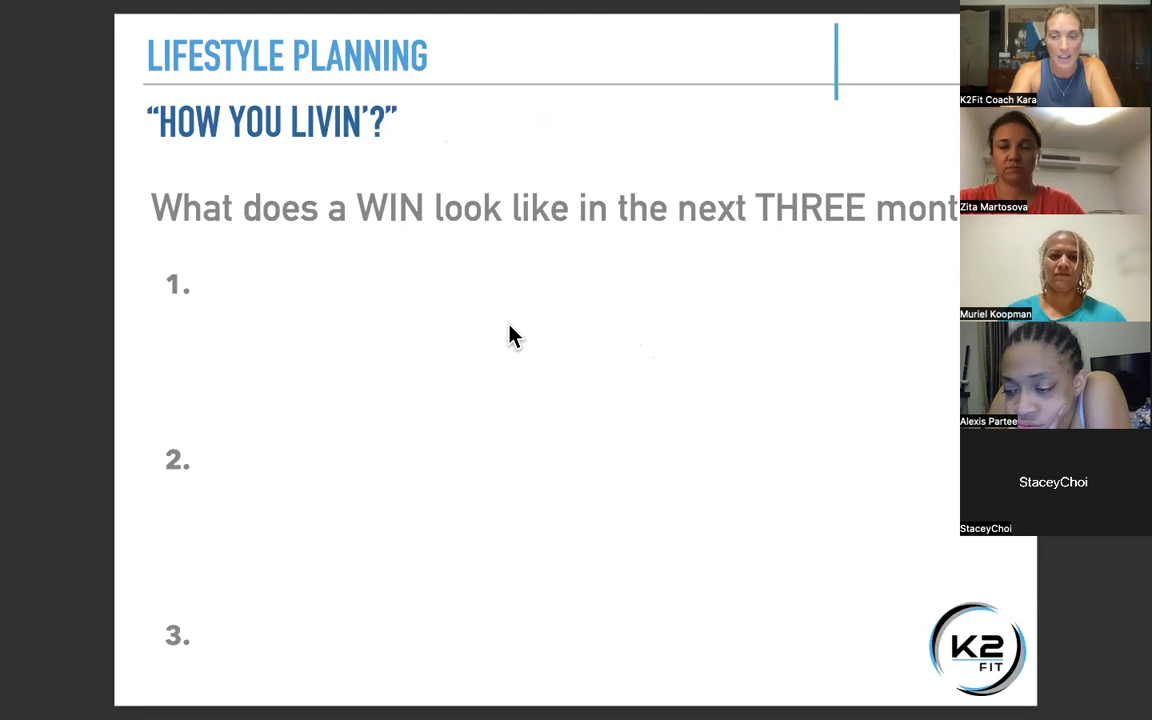 LIFESTYLE PLANNING
“HOW YOU LIVIN’?”
What does a WIN look like in the next THREE mont
1.
2.
3.
K2
FIT
K2Fit Coach Kara
Zita Martosova
Muriel Koopman
Alexis Partee
StaceyChoi
StaceyChoi